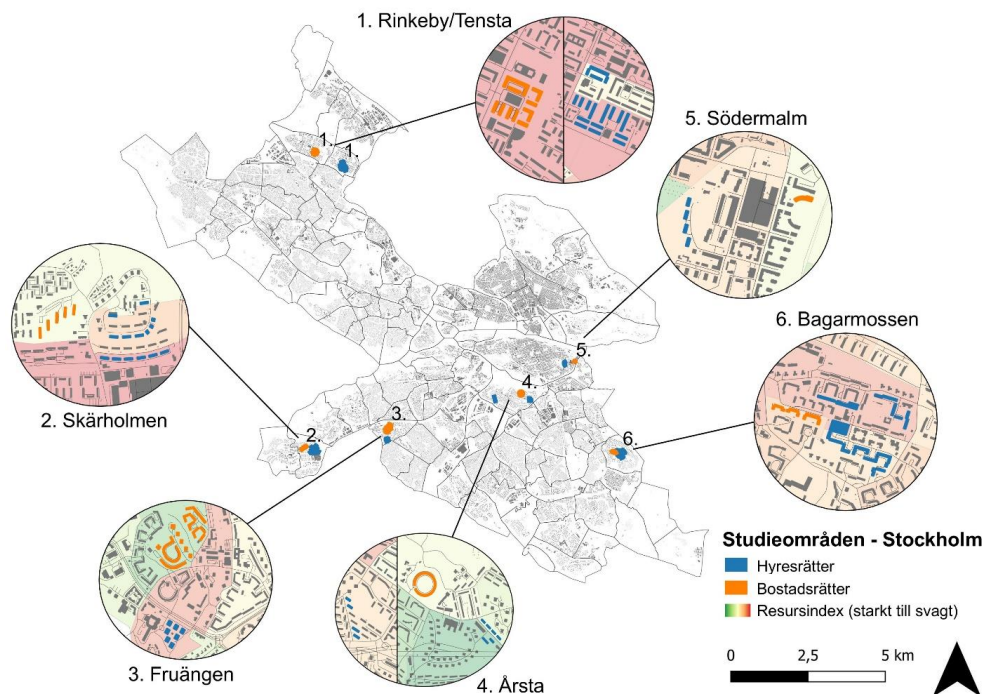 1. Rinkeby/Tensta
5. Södermalm
1.
1.
6. Bagarmossen
2. Skärholmen
5.
4.
3.
2.
6.
3. Fruängen
4. Årsta
Studieområden - Stockholm
Hyresrätter
Bostadsrätter
Resursindex (starkt till svagt)
0 2,5 5 km